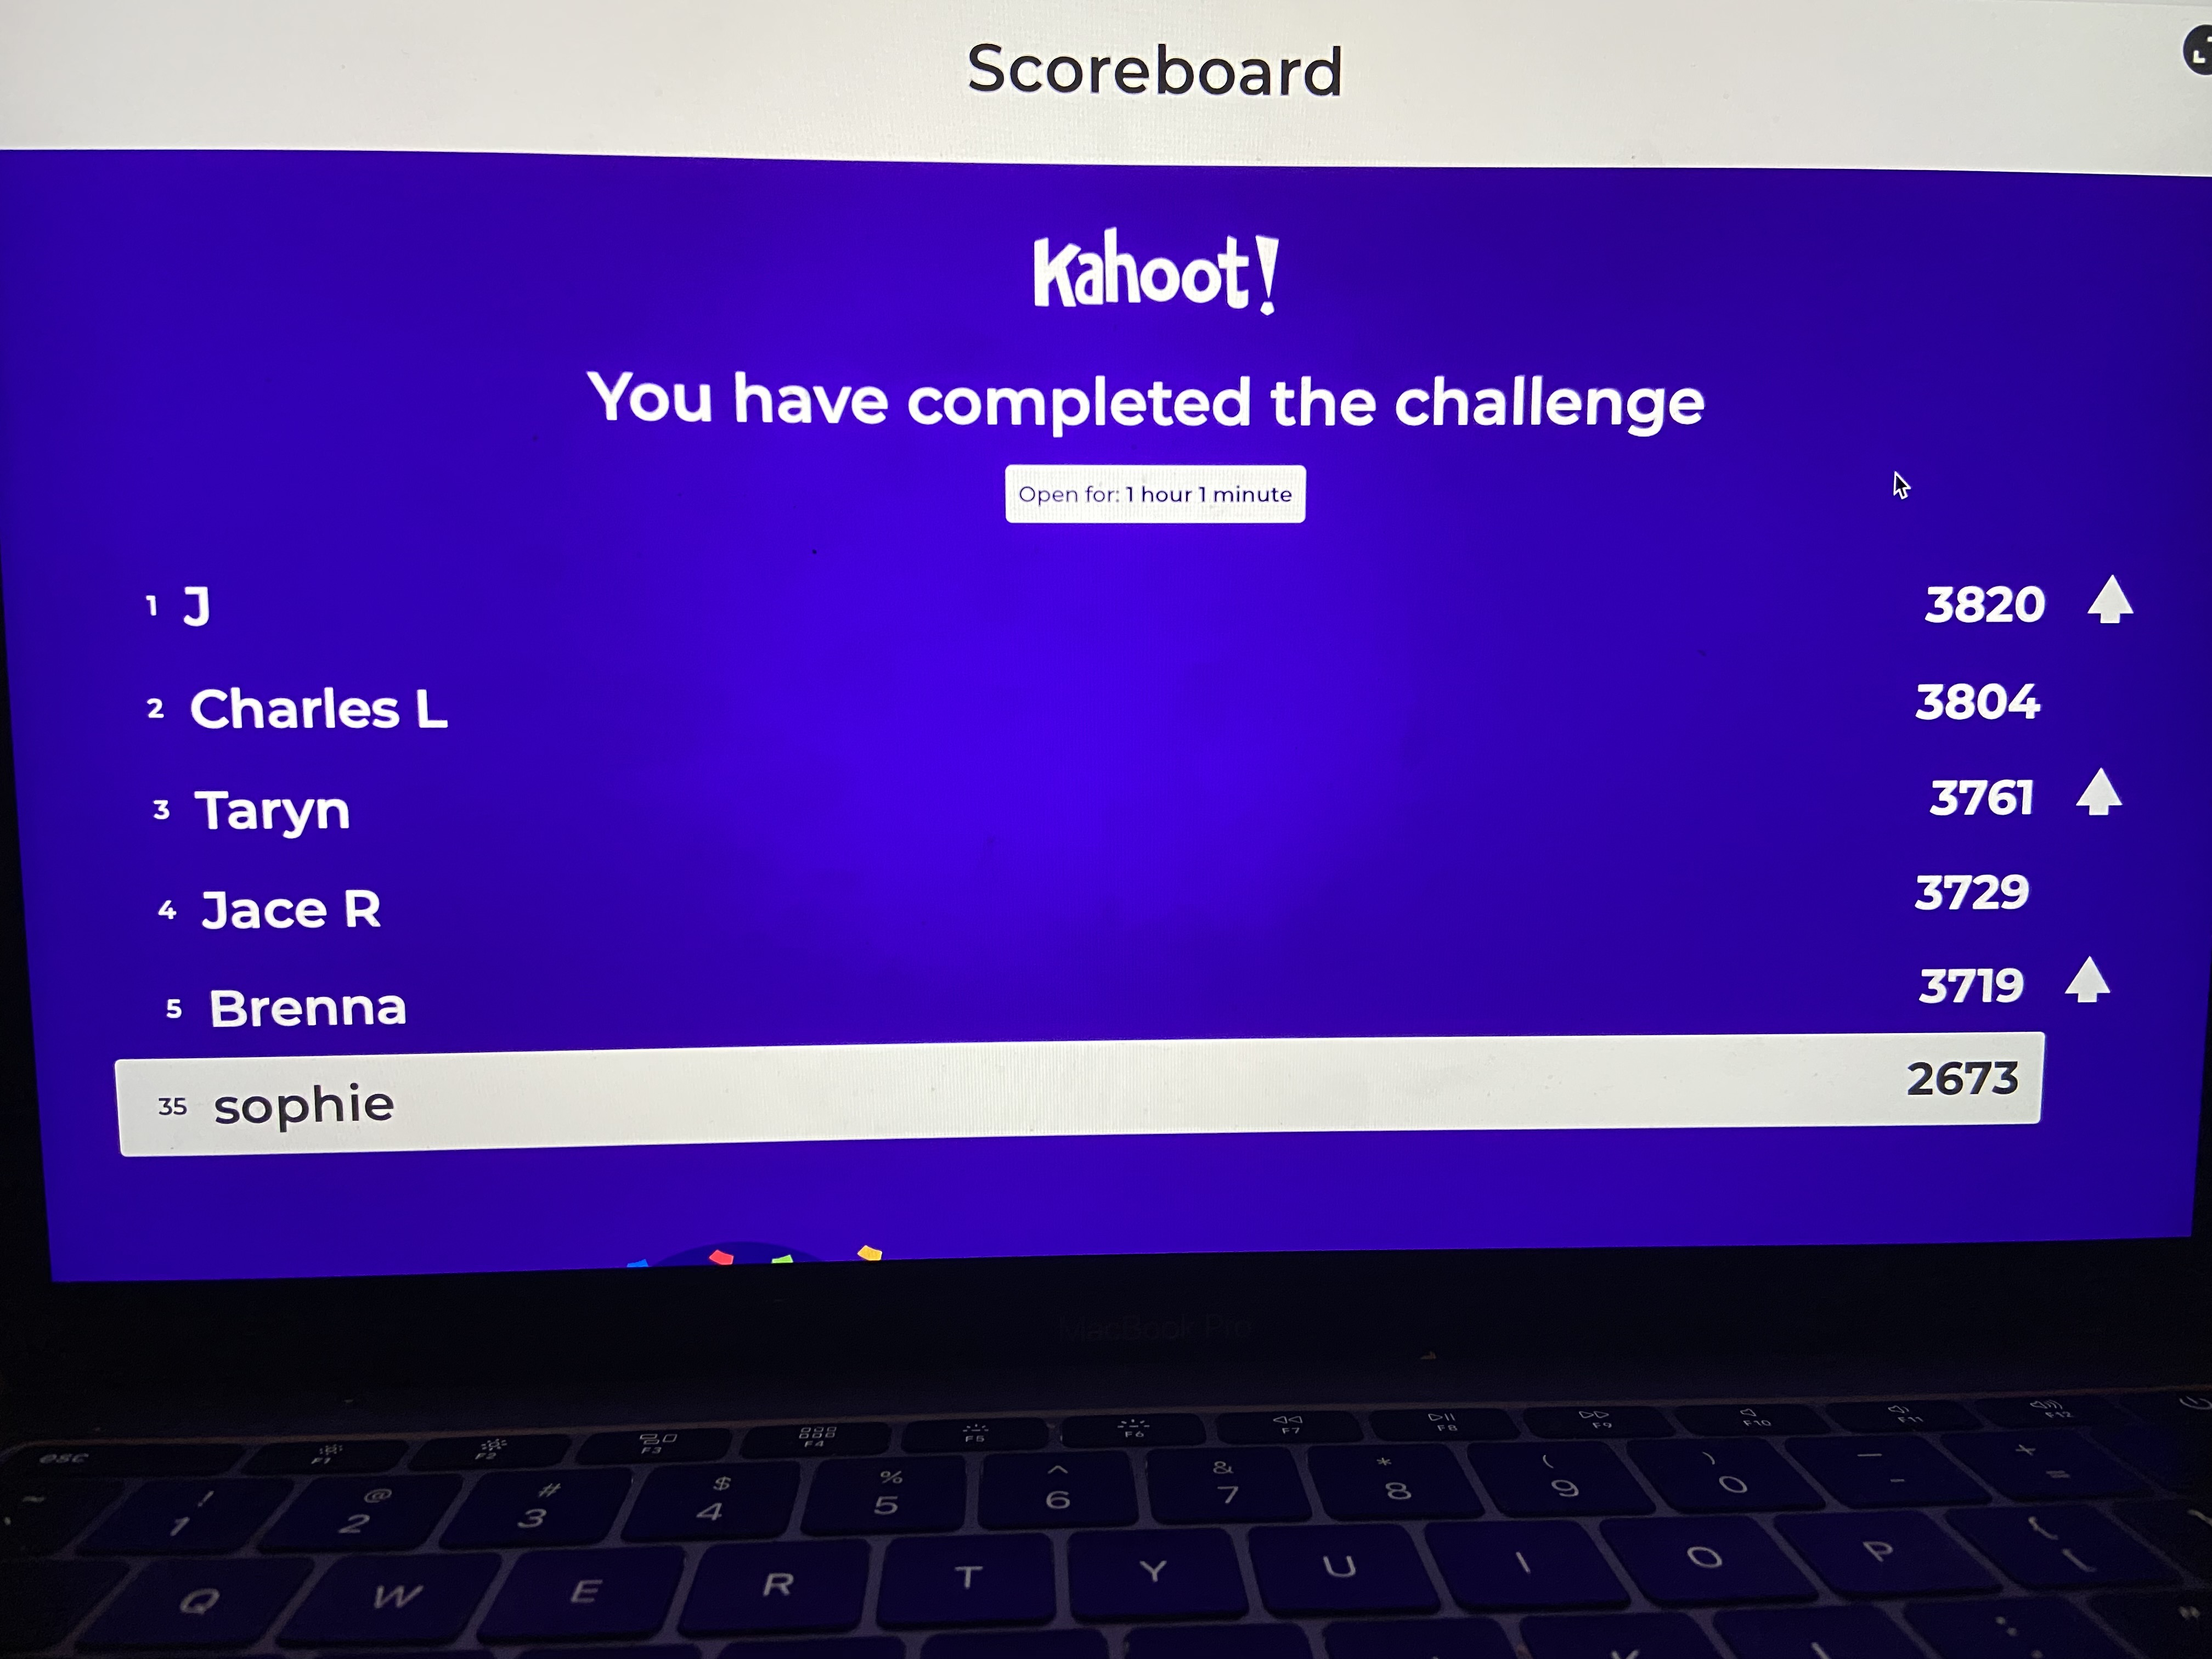 Scoreboard
Kahoot!
You have completed the challenge
Open for: 1 hour 1 minute
1 J 3820
2 Charles L 3804
3 Taryn 3761
4 Jace R 3729
5 Brenna 3719
35 sophie 2673
MacBook Pro
esc F1 F2 F3 F4 F5 F6 F7 F8 F9 F10 F11 F12
~ ! @ # $ % ^ & * ( ) — +
1 2 3 4 5 6 7 8 9 0 - =
Q W E R T Y U I O P { [